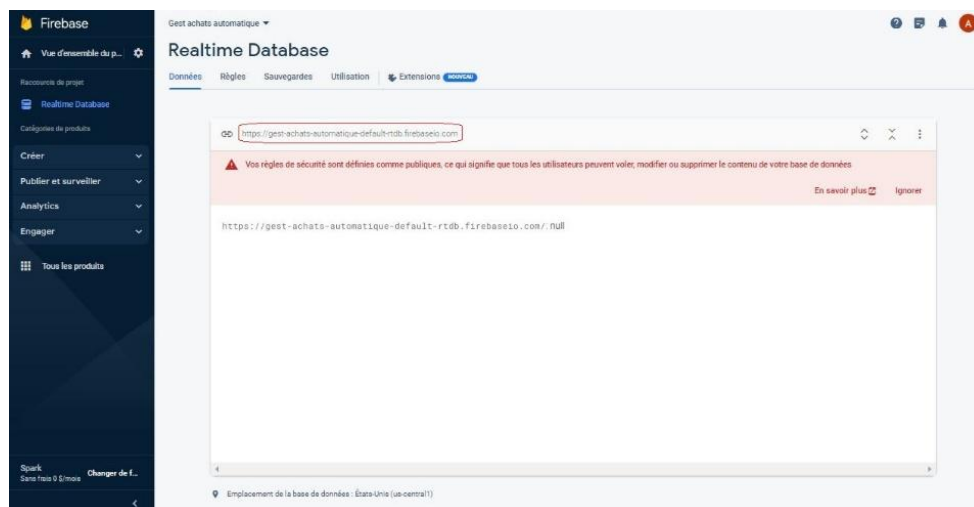 Firebase
Gest achats automatique
Vue d'ensemble du p...
Realtime Database
Données Règles Sauvegardes Utilisation Extensions NOUVEAU
Raccourcis de projet
Realtime Database
Catégories de produits
Créer
Publier et surveiller
Analytics
Engager
Tous les produits
Spark
Sans frais 0 $/mois
Changer de f...
A
https://gest-achats-automatique-default-rtdb.firebaseio.com
Vos règles de sécurité sont définies comme publiques, ce qui signifie que tous les utilisateurs peuvent voler, modifier ou supprimer le contenu de votre base de données
En savoir plus Ignorer
https://gest-achats-automatique-default-rtdb.firebaseio.com/: null
Emplacement de la base de données : États-Unis (us-central1)